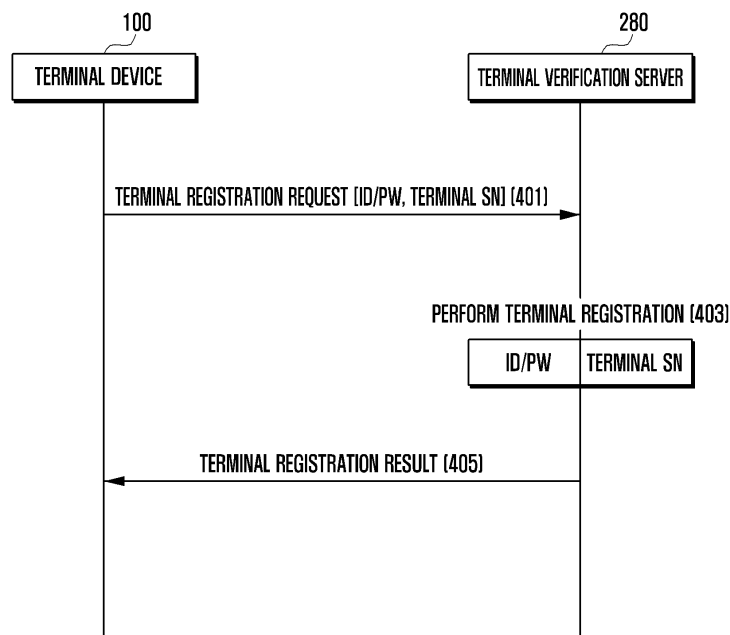 100
280
TERMINAL DEVICE
TERMINAL VERIFICATION SERVER
TERMINAL REGISTRATION REQUEST [ID/PW, TERMINAL SN] (401)
PERFORM TERMINAL REGISTRATION (403)
ID/PW
TERMINAL SN
TERMINAL REGISTRATION RESULT (405)